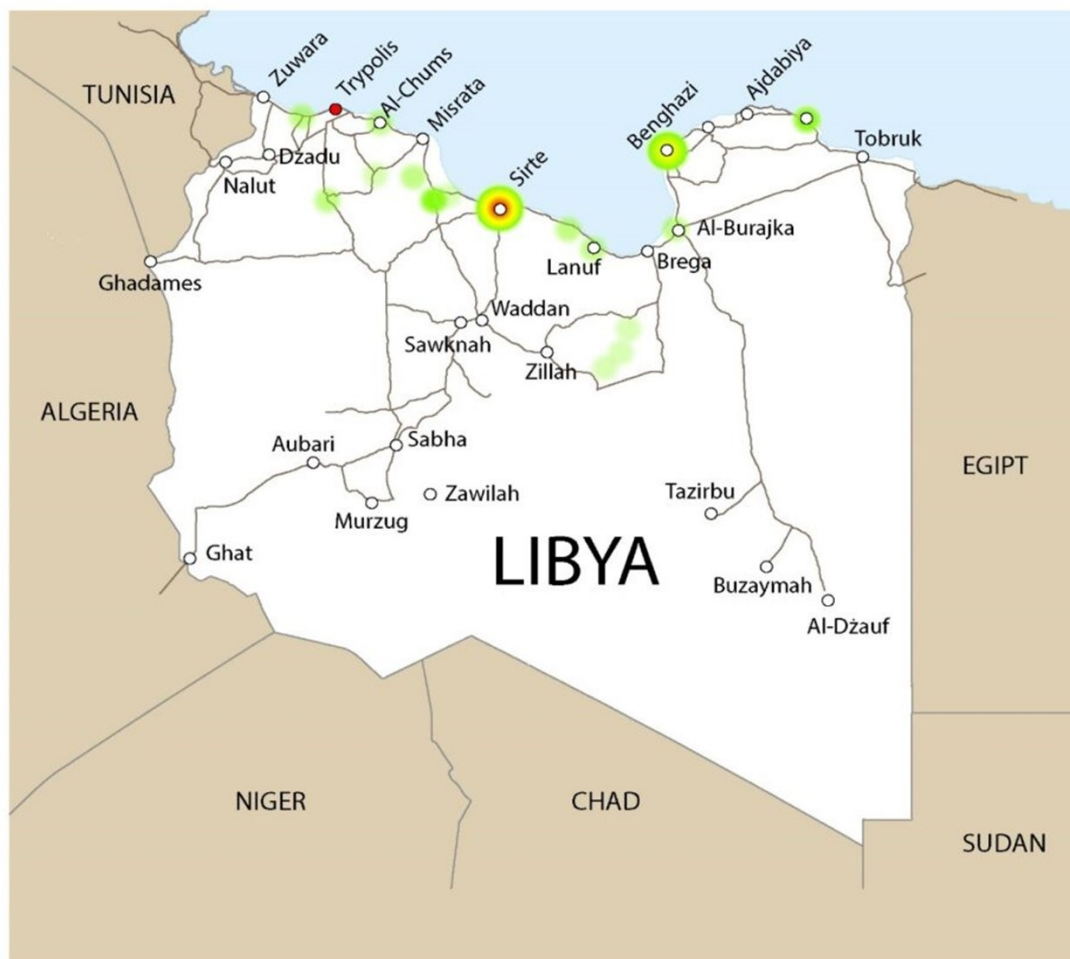 Zuwara
Trypolis
Al-Chums
Misrata
Sirte
Benghazi
Ajdabiya
Tobruk
TUNISIA
Dżadu
Nalut
Al-Burajka
Ghadames
Lanuf
Brega
Waddan
Sawknah
Zillah
ALGERIA
Aubari
Sabha
EGIPT
Zawilah
Tazirbu
Murzug
Ghat
LIBYA
Buzaymah
Al-Dżauf
NIGER
CHAD
SUDAN